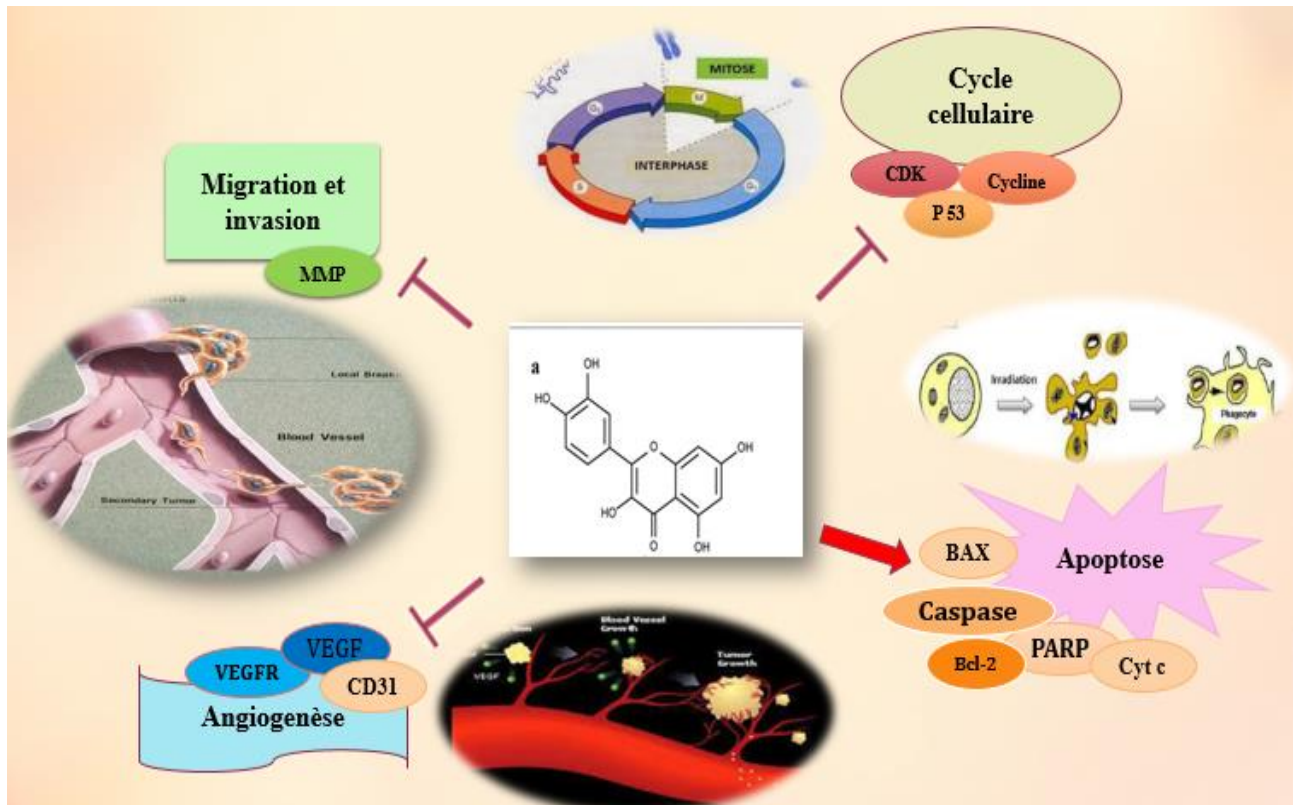 MITOSE
M
G₂
INTERPHASE
S
G₁
Cycle
cellulaire
CDK
Cycline
P 53
Migration et
invasion
MMP
Blood Vessel
Secondary Tumor
Irradiation
Phagocyte
a
OH
HO
O
OH
HO
O
OH
BAX
Apoptose
Caspase
Bcl-2
PARP
Cyt c
VEGF
VEGFR
CD31
Angiogenèse
VEGF
Blood Vessel
Growth
Tumor
Growth